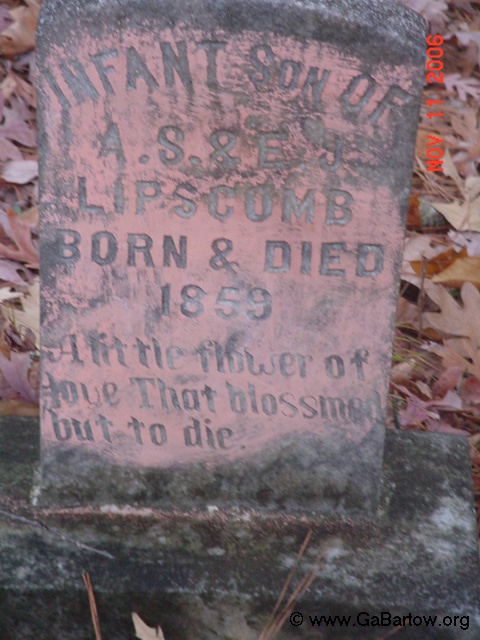 INFANT SON OF
A. S. & E. J.
LIPSCOMB
BORN & DIED
1859
A little flower of
love That blossmed
but to die.
NOV 11 2006
© www.GaBartow.org